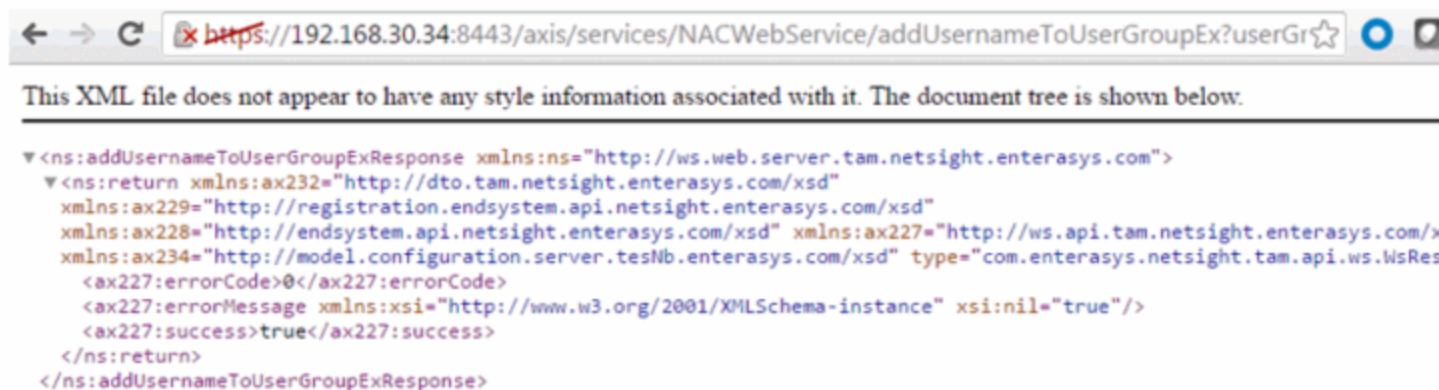 https://192.168.30.34:8443/axis/services/NACWebService/addUsernameToUserGroupEx?userGr
This XML file does not appear to have any style information associated with it. The document tree is shown below.
▼<ns:addUsernameToUserGroupExResponse xmlns:ns="http://ws.web.server.tam.netsight.enterasys.com">
▼<ns:return xmlns:ax232="http://dto.tam.netsight.enterasys.com/xsd"
xmlns:ax229="http://registration.endsystem.api.netsight.enterasys.com/xsd"
xmlns:ax228="http://endsystem.api.netsight.enterasys.com/xsd" xmlns:ax227="http://ws.api.tam.netsight.enterasys.com/x
xmlns:ax234="http://model.configuration.server.tesNb.enterasys.com/xsd" type="com.enterasys.netsight.tam.api.ws.WsRes
<ax227:errorCode>0</ax227:errorCode>
<ax227:errorMessage xmlns:xsi="http://www.w3.org/2001/XMLSchema-instance" xsi:nil="true"/>
<ax227:success>true</ax227:success>
</ns:return>
</ns:addUsernameToUserGroupExResponse>